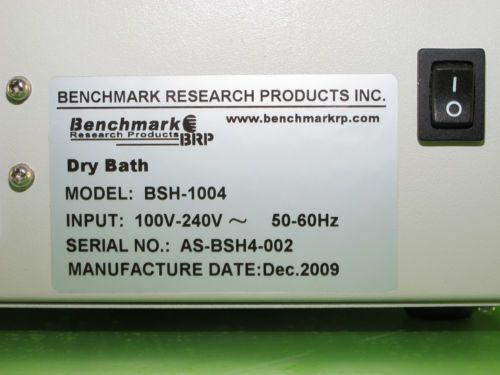 BENCHMARK RESEARCH PRODUCTS INC.
Benchmark
Research Products
BRP
www.benchmarkrp.com
Dry Bath
MODEL: BSH-1004
INPUT: 100V-240V ~ 50-60Hz
SERIAL NO.: AS-BSH4-002
MANUFACTURE DATE:Dec.2009